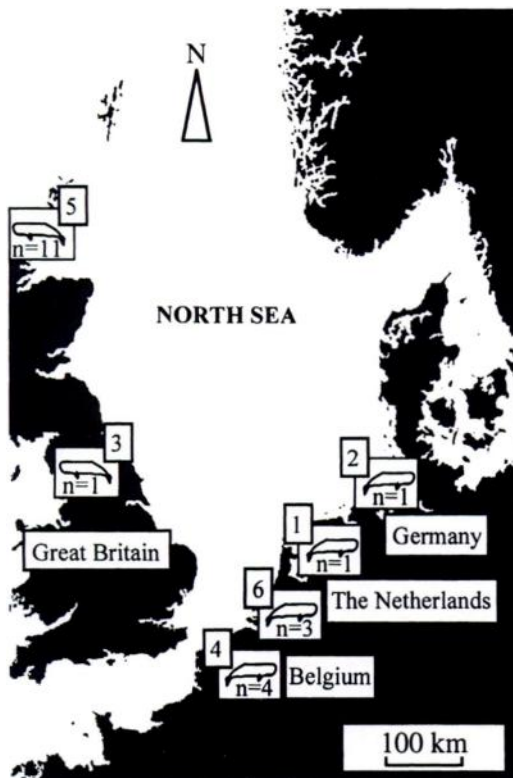 N
5
n=11
NORTH SEA
3
n=1
2
n=1
Great Britain
1
n=1
Germany
6
n=3
The Netherlands
4
n=4
Belgium
100 km